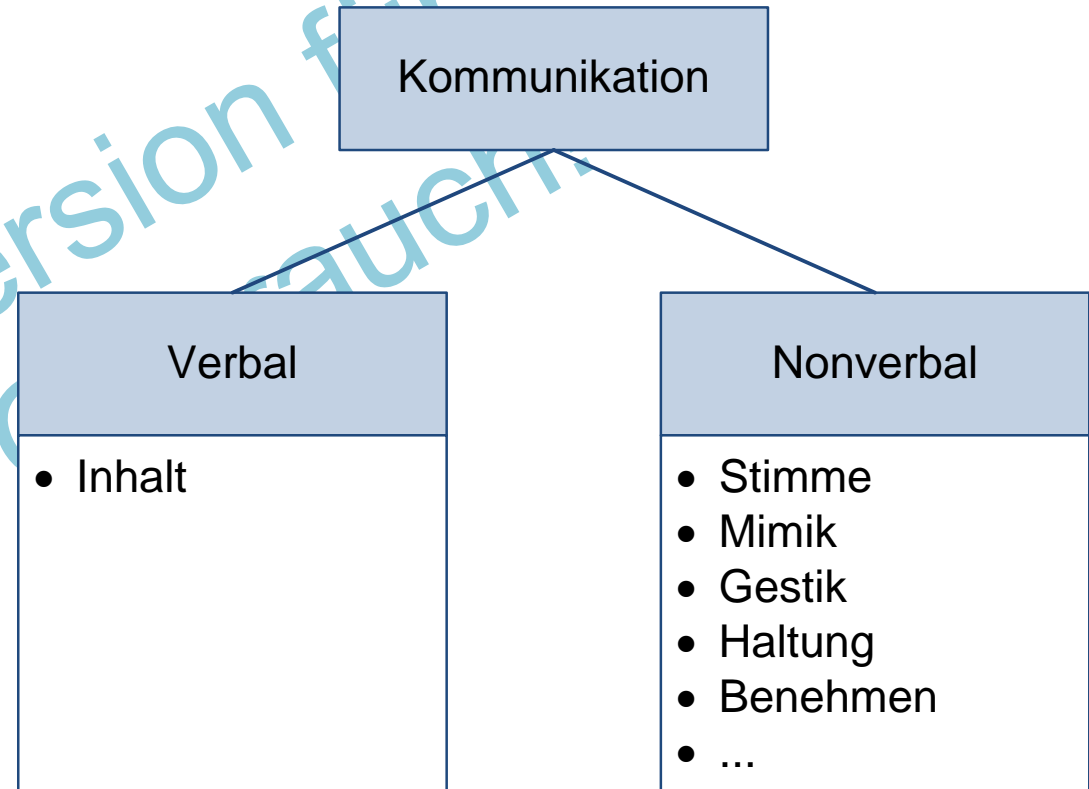 Kommunikation
Verbal
• Inhalt
Nonverbal
• Stimme
• Mimik
• Gestik
• Haltung
• Benehmen
• ...